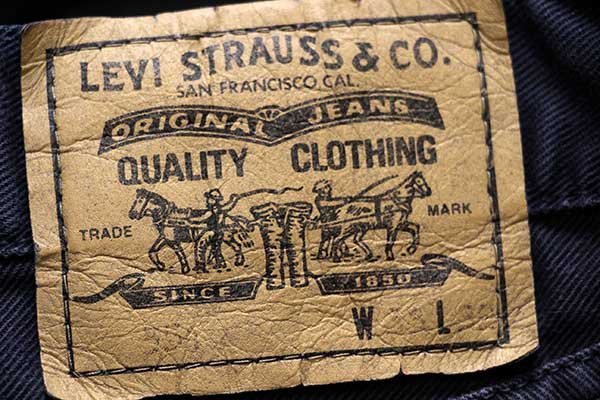 LEVI STRAUSS & CO.
SAN FRANCISCO CAL.
ORIGINAL JEANS
QUALITY CLOTHING
TRADE MARK
SINCE 1850
W L